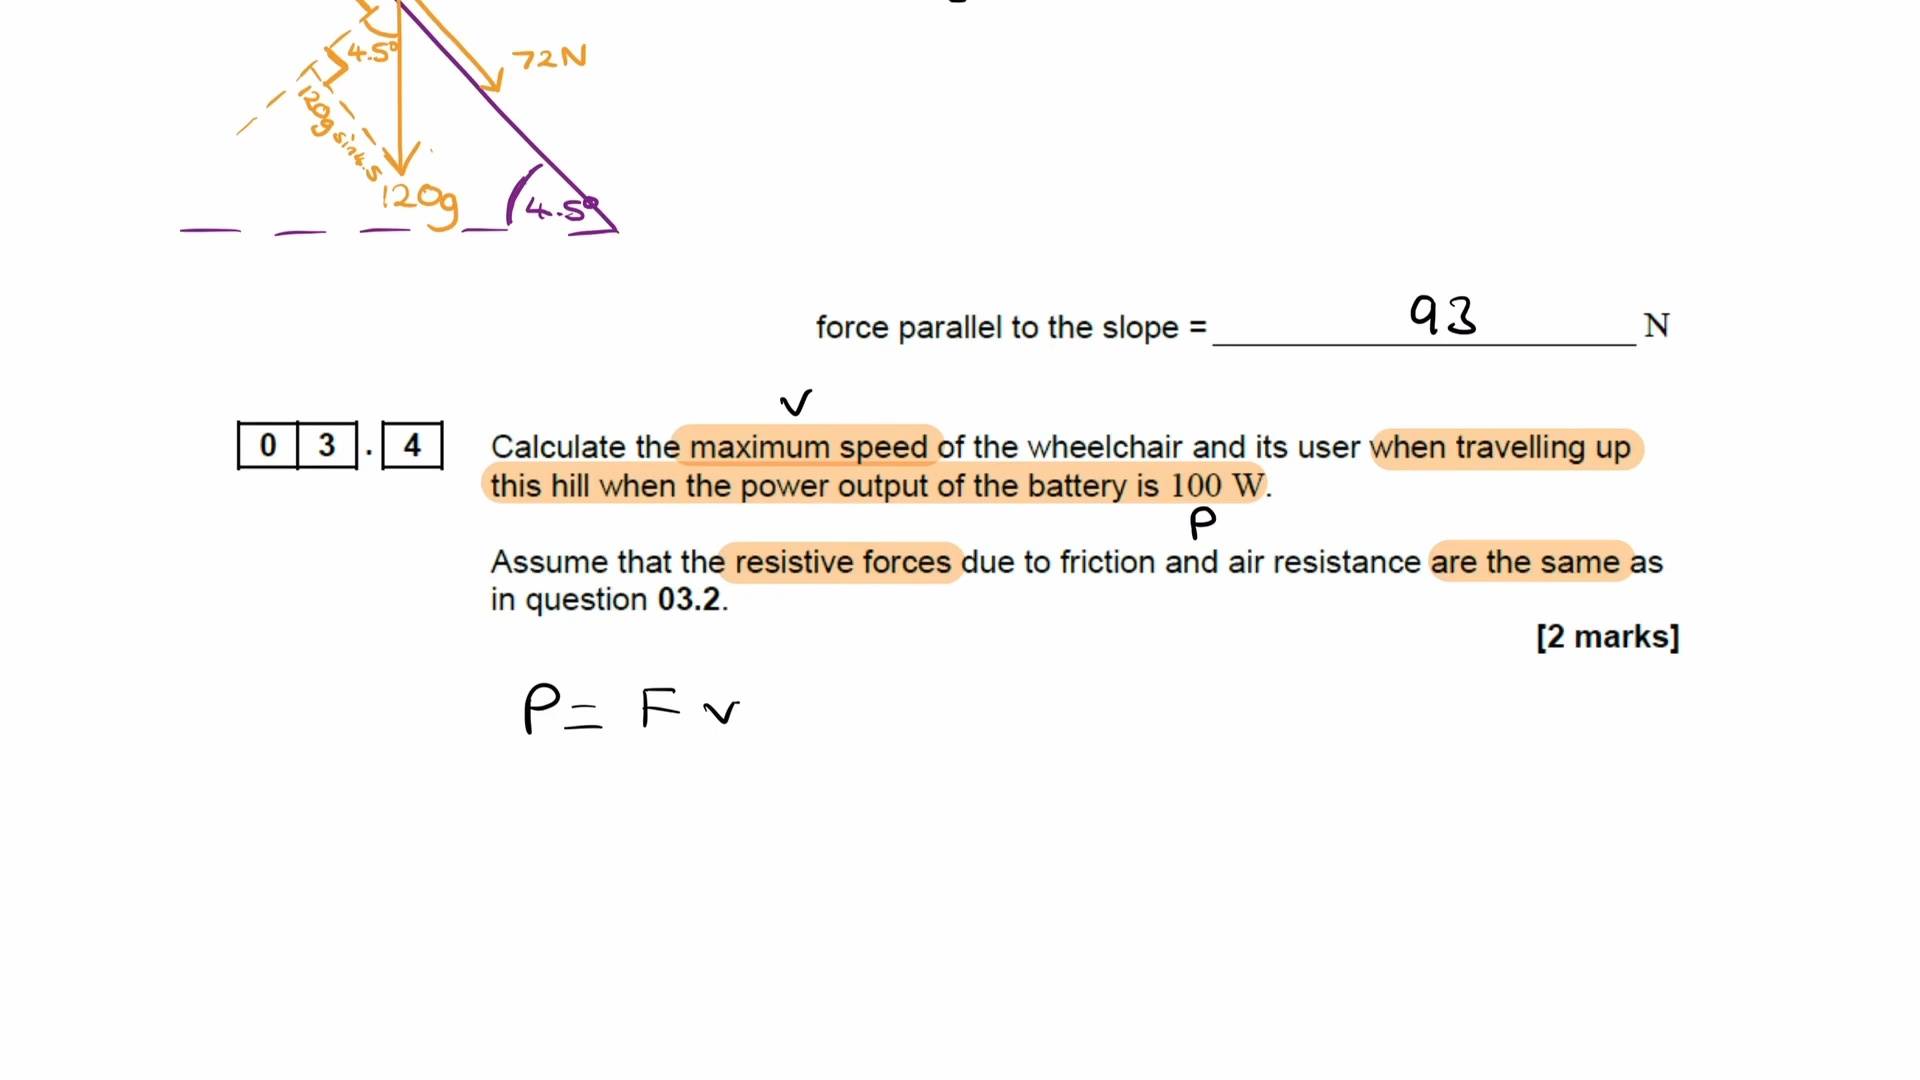 72N
4.5°
120g sin4.5
120g
4.5°
force parallel to the slope = 93 N
v
0 3 . 4 Calculate the maximum speed of the wheelchair and its user when travelling up
this hill when the power output of the battery is 100 W.
P
Assume that the resistive forces due to friction and air resistance are the same as
in question 03.2.
[2 marks]
P = F v